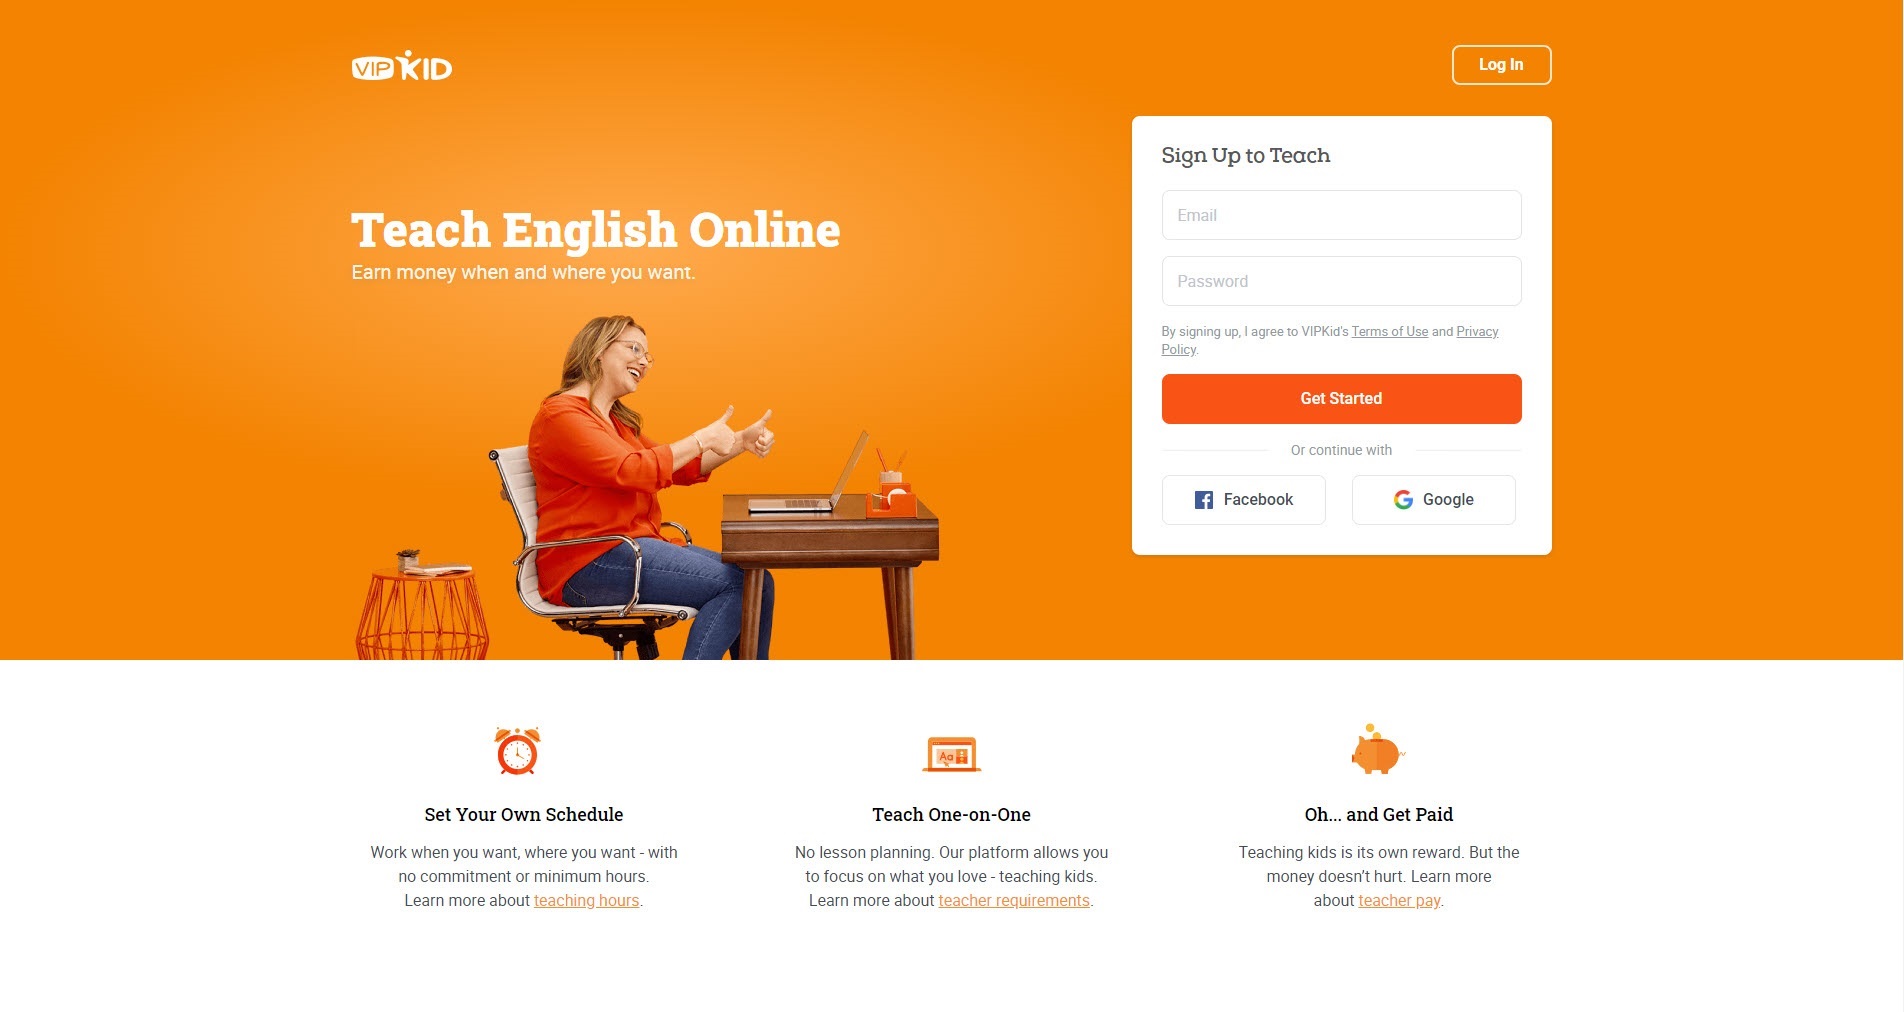 VIPKID
Log In
Teach English Online
Earn money when and where you want.
Sign Up to Teach
Email
Password
By signing up, I agree to VIPKid's Terms of Use and Privacy
Policy.
Get Started
Or continue with
Facebook
Google
Set Your Own Schedule
Work when you want, where you want - with
no commitment or minimum hours.
Learn more about teaching hours.
Aa
Teach One-on-One
No lesson planning. Our platform allows you
to focus on what you love - teaching kids.
Learn more about teacher requirements.
Oh... and Get Paid
Teaching kids is its own reward. But the
money doesn’t hurt. Learn more
about teacher pay.